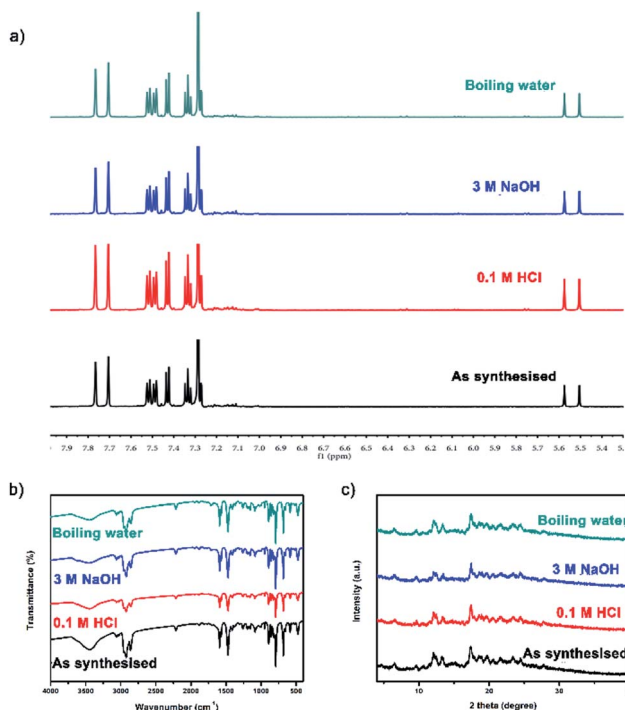 a)
Boiling water
3 M NaOH
0.1 M HCl
As synthesised
7.9 7.8 7.7 7.6 7.5 7.4 7.3 7.2 7.1 7.0 6.9 6.8 6.7 6.6 6.5 6.4 6.3 6.2 6.1 6.0 5.9 5.8 5.7 5.6 5.5 5.4 5.
f1 (ppm)
b)
Transmittance (%)
Boiling water
3 M NaOH
0.1 M HCl
As synthesised
4000 3500 3000 2500 2000 1500 1000 500
Wavenumber (cm⁻¹)
c)
Intensity (a.u.)
Boiling water
3 M NaOH
0.1 M HCl
As synthesised
10 20 30
2 theta (degree)